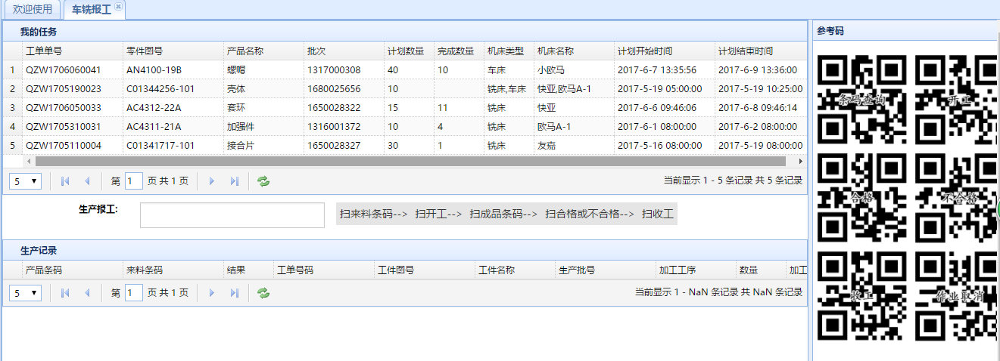 欢迎使用 车铣报工
我的任务
工单单号 零件图号 产品名称 批次 计划数量 完成数量 机床类型 机床名称 计划开始时间 计划结束时间
1 QZW1706060041 AN4100-19B 螺帽 1317000308 40 10 车床 小欧马 2017-6-7 13:35:56 2017-6-9 13:36:00
2 QZW1705190023 C01344256-101 壳体 1680025656 10 铣床,车床 快亚,欧马A-1 2017-5-19 05:00:00 2017-5-19 10:25:00
3 QZW1706050033 AC4312-22A 套环 1650028322 15 11 铣床 快亚 2017-6-6 09:46:06 2017-6-8 09:46:14
4 QZW1705310031 AC4311-21A 加强件 1316001372 10 4 铣床 欧马A-1 2017-6-1 08:00:00 2017-6-2 08:00:00
5 QZW1705110004 C01341717-101 接合片 1650028327 30 1 铣床 友嘉 2017-5-16 08:00:00 2017-5-19 08:00:00
5 第 1 页 共 1 页 当前显示 1 - 5 条记录 共 5 条记录
生产报工: 扫来料条码--> 扫开工--> 扫成品条码--> 扫合格或不合格--> 扫收工
生产记录
产品条码 来料条码 结果 工单号码 工件图号 工件名称 生产批号 加工工序 数量 加工
5 第 1 页 共 1 页 当前显示 1 - NaN 条记录 共 NaN 条记录
参考码
条码查询 开工
合格 不合格
收工 作业取消